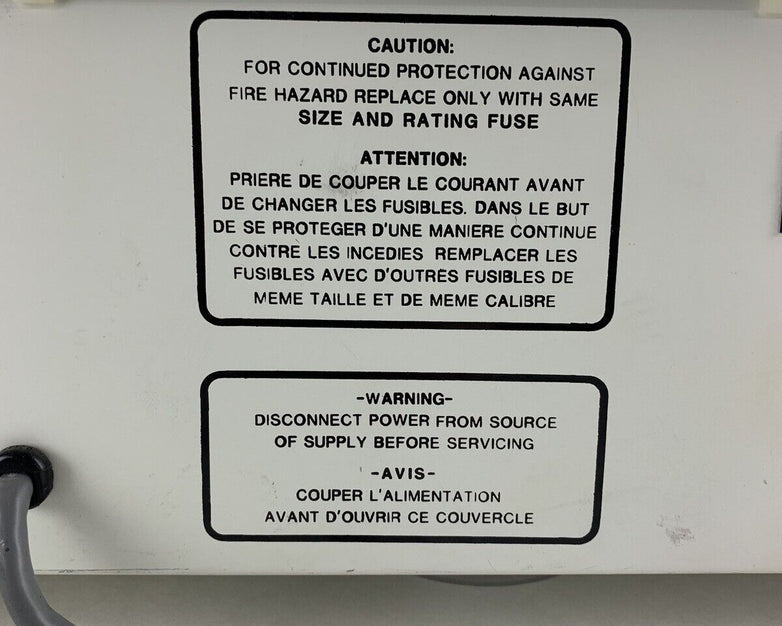 CAUTION:
FOR CONTINUED PROTECTION AGAINST
FIRE HAZARD REPLACE ONLY WITH SAME
SIZE AND RATING FUSE
ATTENTION:
PRIERE DE COUPER LE COURANT AVANT
DE CHANGER LES FUSIBLES. DANS LE BUT
DE SE PROTEGER D'UNE MANIERE CONTINUE
CONTRE LES INCEDIES REMPLACER LES
FUSIBLES AVEC D'OUTRES FUSIBLES DE
MEME TAILLE ET DE MEME CALIBRE
-WARNING-
DISCONNECT POWER FROM SOURCE
OF SUPPLY BEFORE SERVICING
-AVIS-
COUPER L'ALIMENTATION
AVANT D'OUVRIR CE COUVERCLE